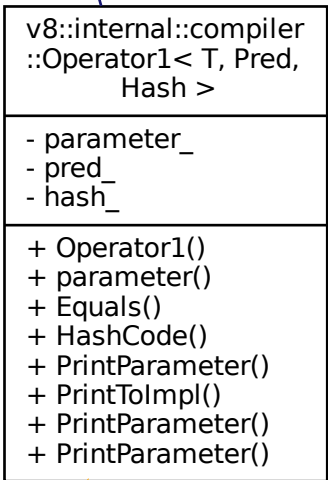 v8::internal::compiler
::Operator1< T, Pred,
Hash >
- parameter_
- pred_
- hash_
+ Operator1()
+ parameter()
+ Equals()
+ HashCode()
+ PrintParameter()
+ PrintToImpl()
+ PrintParameter()
+ PrintParameter()